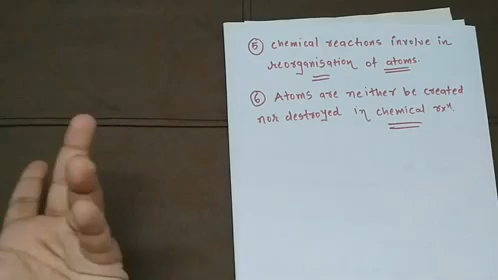 ⑤ Chemical reactions involve in
reorganisation of atoms.
⑥ Atoms are neither be created
nor destroyed in chemical rxⁿ.